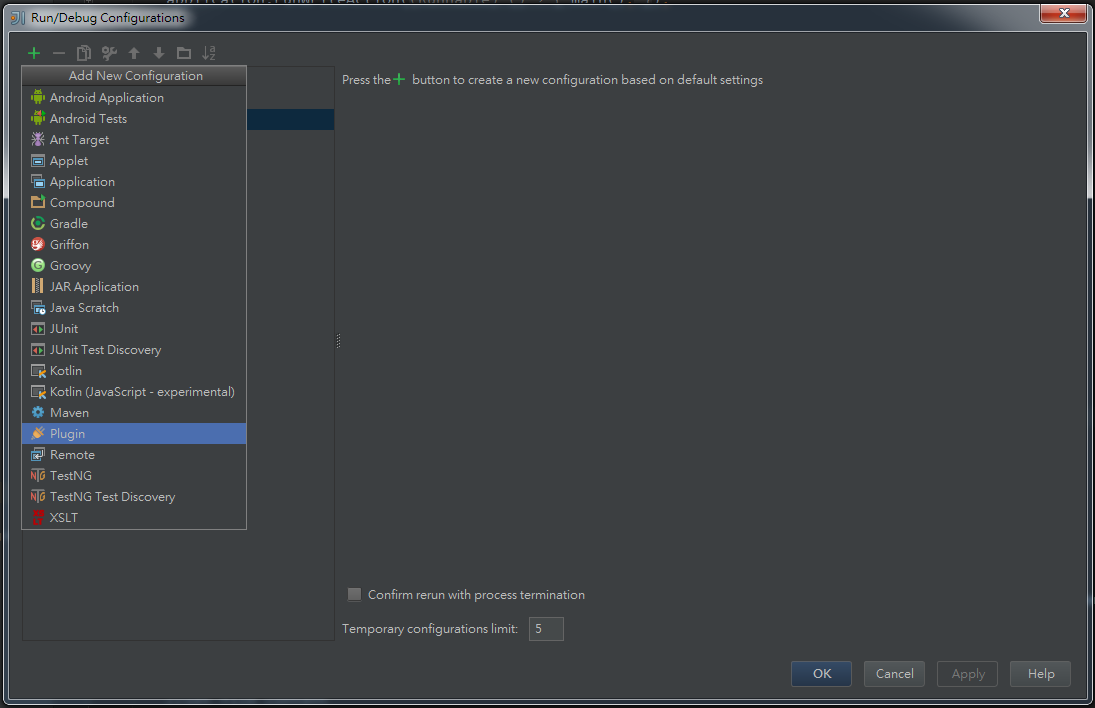 Run/Debug Configurations
Add New Configuration
Press the + button to create a new configuration based on default settings
Android Application
Android Tests
Ant Target
Applet
Application
Compound
Gradle
Griffon
Groovy
JAR Application
Java Scratch
JUnit
JUnit Test Discovery
Kotlin
Kotlin (JavaScript - experimental)
Maven
Plugin
Remote
TestNG
TestNG Test Discovery
XSLT
Confirm rerun with process termination
Temporary configurations limit: 5
OK Cancel Apply Help